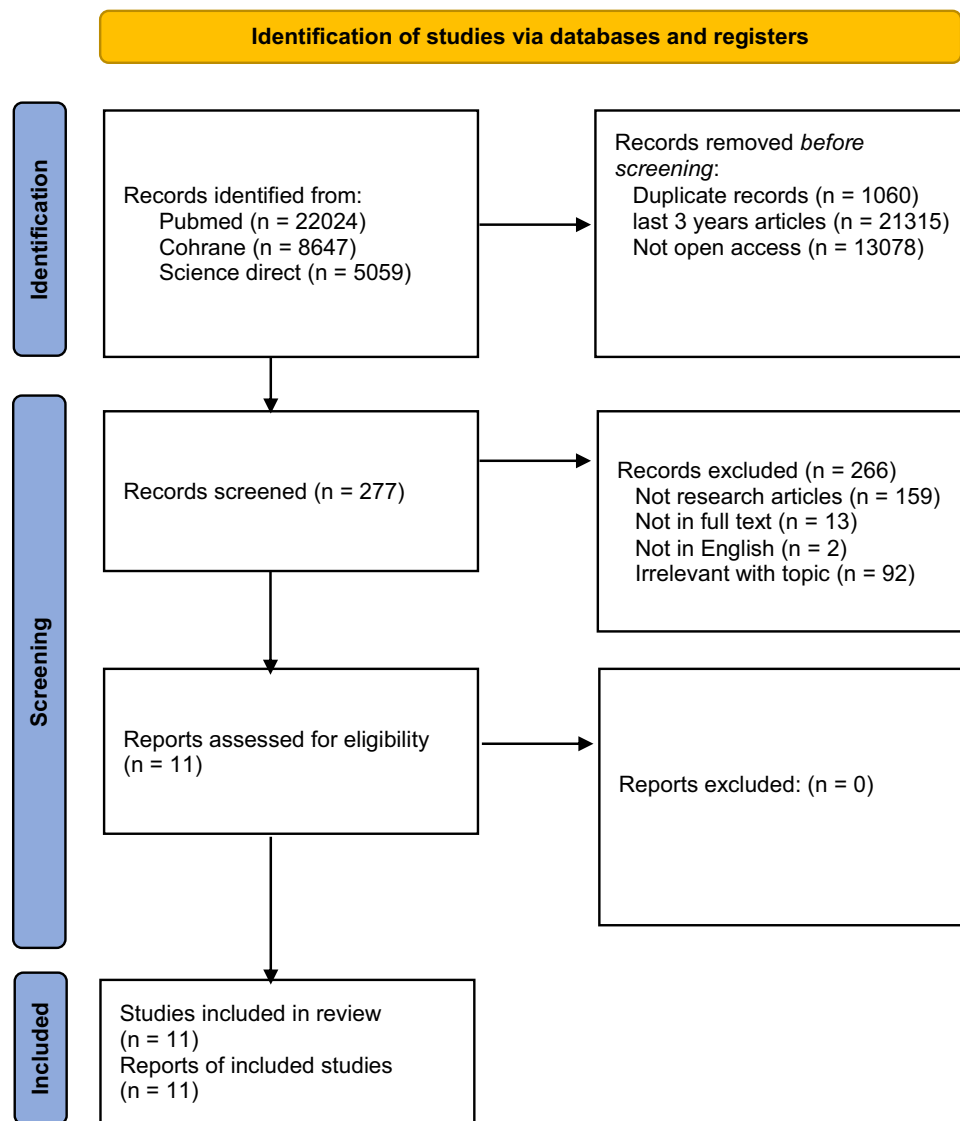 Identification of studies via databases and registers
Identification
Records identified from:
Pubmed (n = 22024)
Cohrane (n = 8647)
Science direct (n = 5059)
Records removed before
screening:
Duplicate records (n = 1060)
last 3 years articles (n = 21315)
Not open access (n = 13078)
Screening
Records screened (n = 277)
Records excluded (n = 266)
Not research articles (n = 159)
Not in full text (n = 13)
Not in English (n = 2)
Irrelevant with topic (n = 92)
Reports assessed for eligibility
(n = 11)
Reports excluded: (n = 0)
Included
Studies included in review
(n = 11)
Reports of included studies
(n = 11)